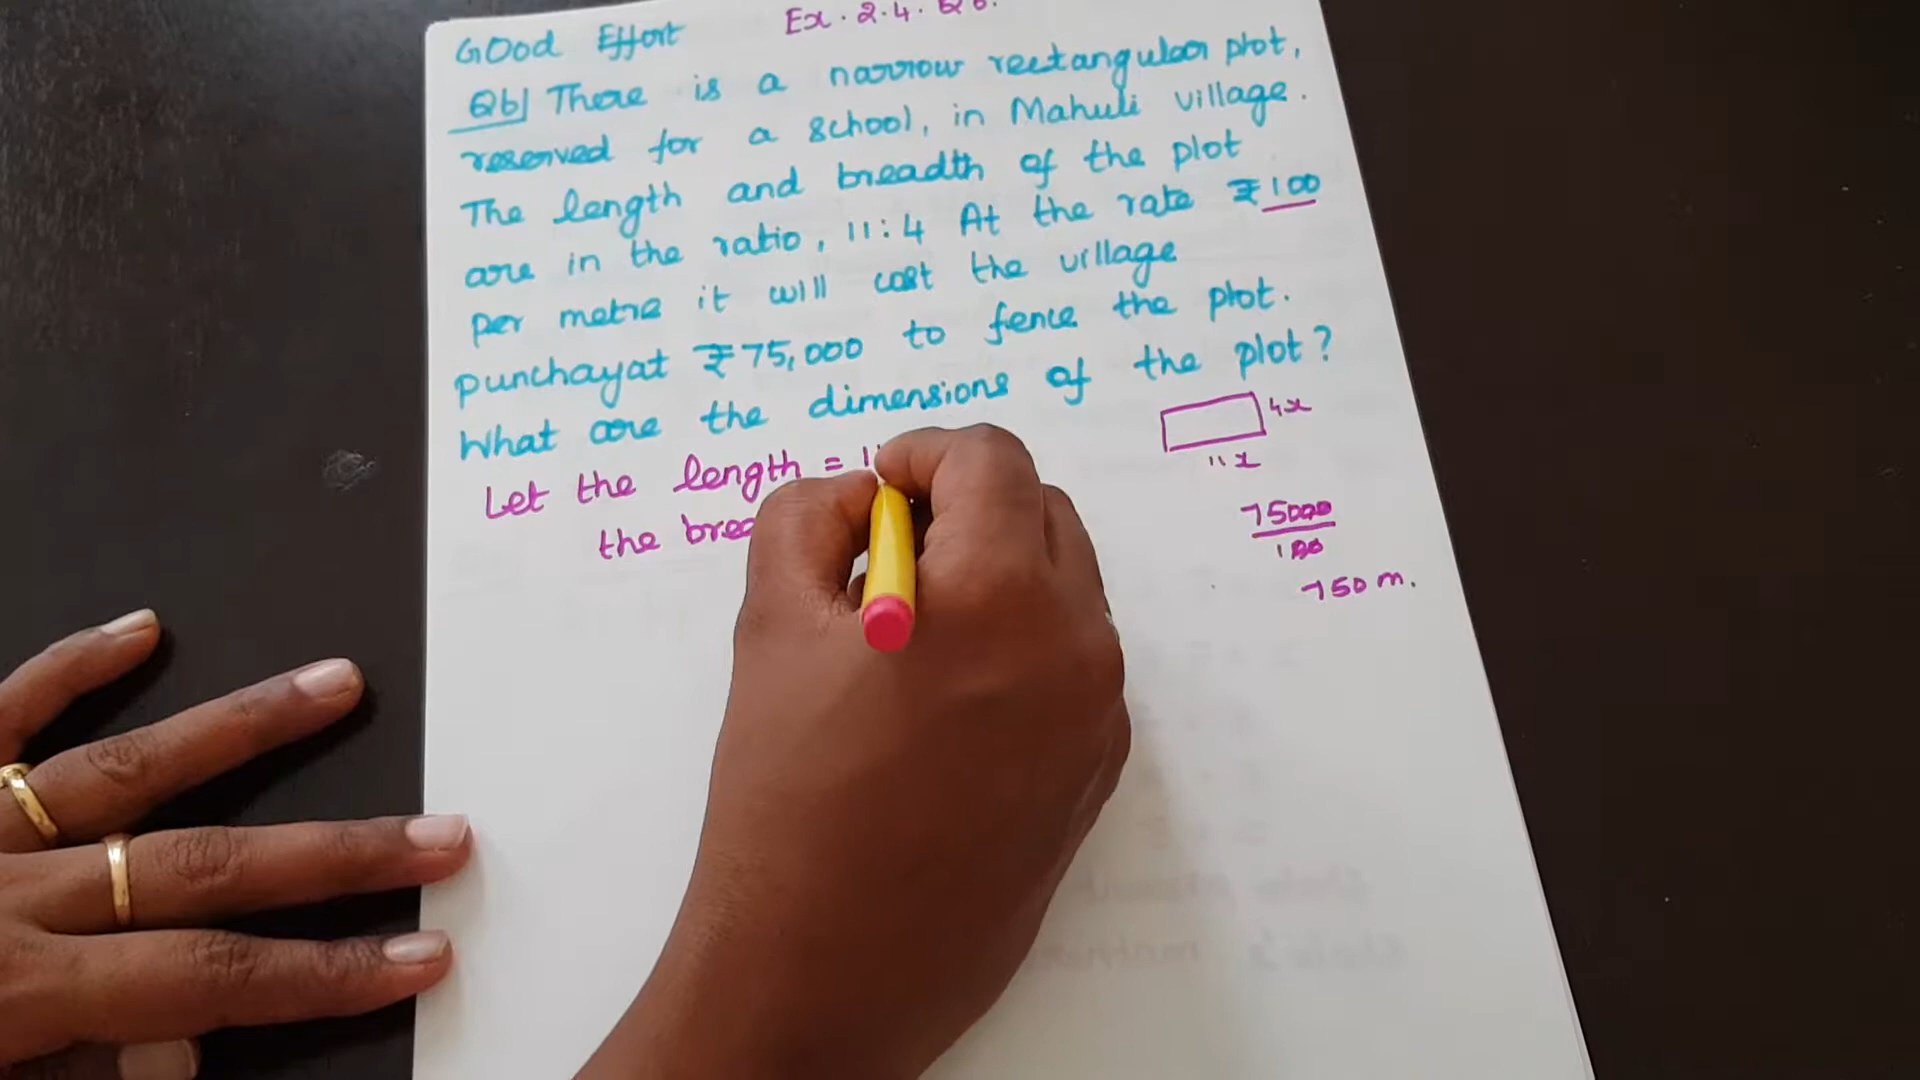 GOod Effort
Ex. 2.4. Q6.
Q6] There is a narrow rectangular plot,
reserved for a school, in Mahuli village.
The length and breadth of the plot
are in the ratio, 11:4 At the rate ₹100
per metre it will cost the village
punchayat ₹75,000 to fence the plot.
What are the dimensions of the plot?
4x
11x
Let the length = 11
the brea
75000
100
750 m.